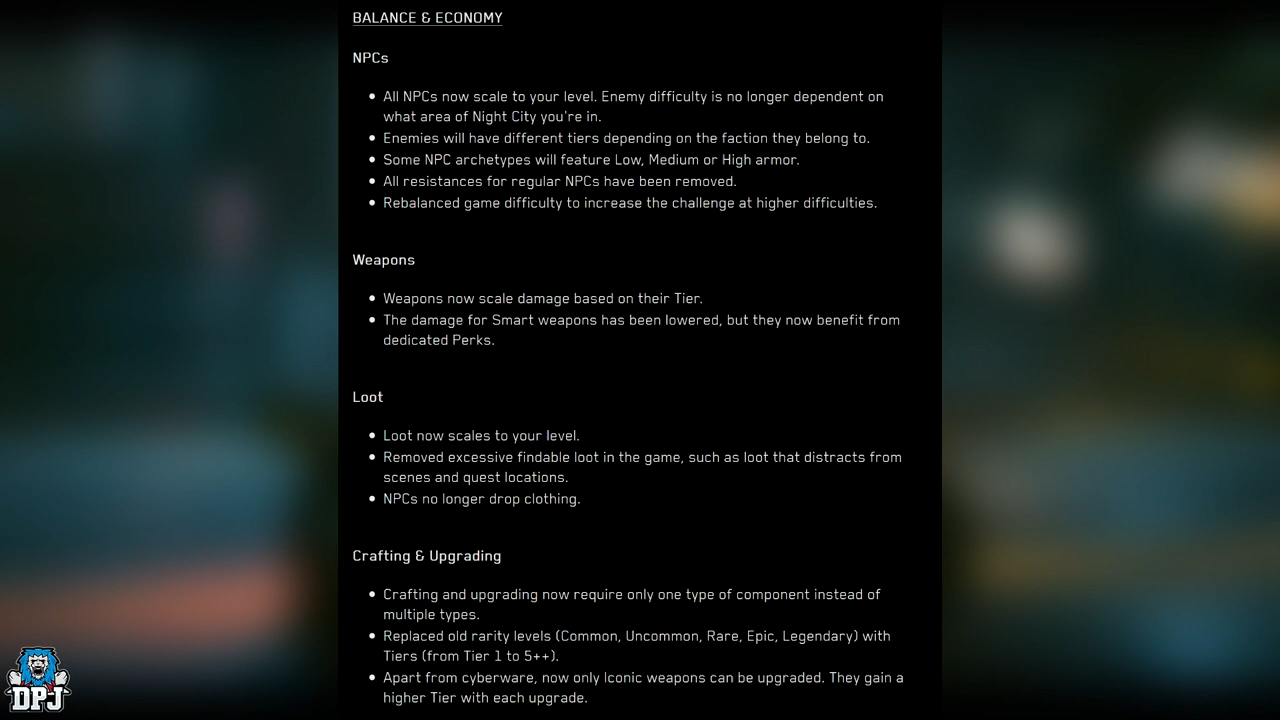 BALANCE & ECONOMY
NPCs
• All NPCs now scale to your level. Enemy difficulty is no longer dependent on
what area of Night City you're in.
• Enemies will have different tiers depending on the faction they belong to.
• Some NPC archetypes will feature Low, Medium or High armor.
• All resistances for regular NPCs have been removed.
• Rebalanced game difficulty to increase the challenge at higher difficulties.
Weapons
• Weapons now scale damage based on their Tier.
• The damage for Smart weapons has been lowered, but they now benefit from
dedicated Perks.
Loot
• Loot now scales to your level.
• Removed excessive findable loot in the game, such as loot that distracts from
scenes and quest locations.
• NPCs no longer drop clothing.
Crafting & Upgrading
• Crafting and upgrading now require only one type of component instead of
multiple types.
• Replaced old rarity levels (Common, Uncommon, Rare, Epic, Legendary) with
Tiers (from Tier 1 to 5++).
• Apart from cyberware, now only Iconic weapons can be upgraded. They gain a
higher Tier with each upgrade.
DPJ